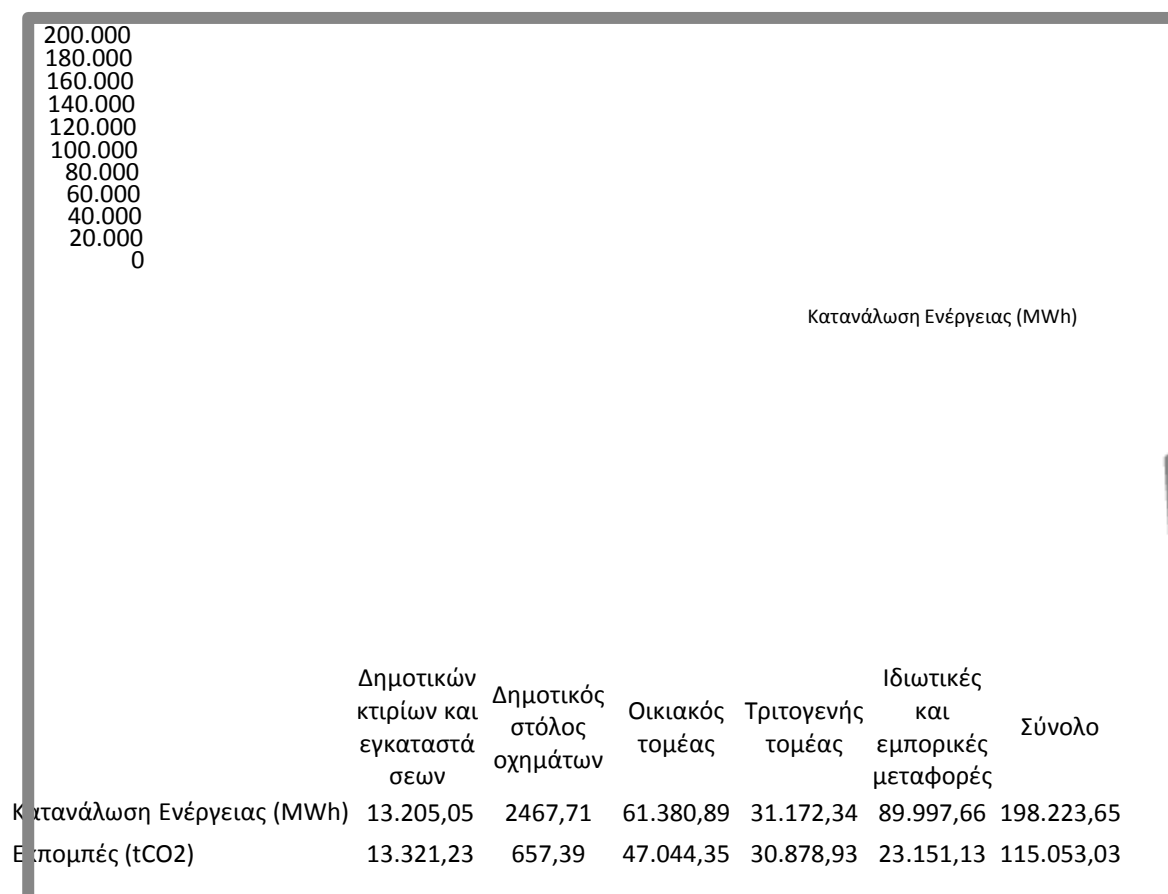 200.000
180.000
160.000
140.000
120.000
100.000
80.000
60.000
40.000
20.000
0
Κατανάλωση Ενέργειας (MWh)
Δημοτικών
κτιρίων και
εγκαταστά
σεων
Δημοτικός
στόλος
οχημάτων
Οικιακός
τομέας
Τριτογενής
τομέας
Ιδιωτικές
και
εμπορικές
μεταφορές
Σύνολο
Κατανάλωση Ενέργειας (MWh) 13.205,05 2467,71 61.380,89 31.172,34 89.997,66 198.223,65
Εκπομπές (tCO2) 13.321,23 657,39 47.044,35 30.878,93 23.151,13 115.053,03